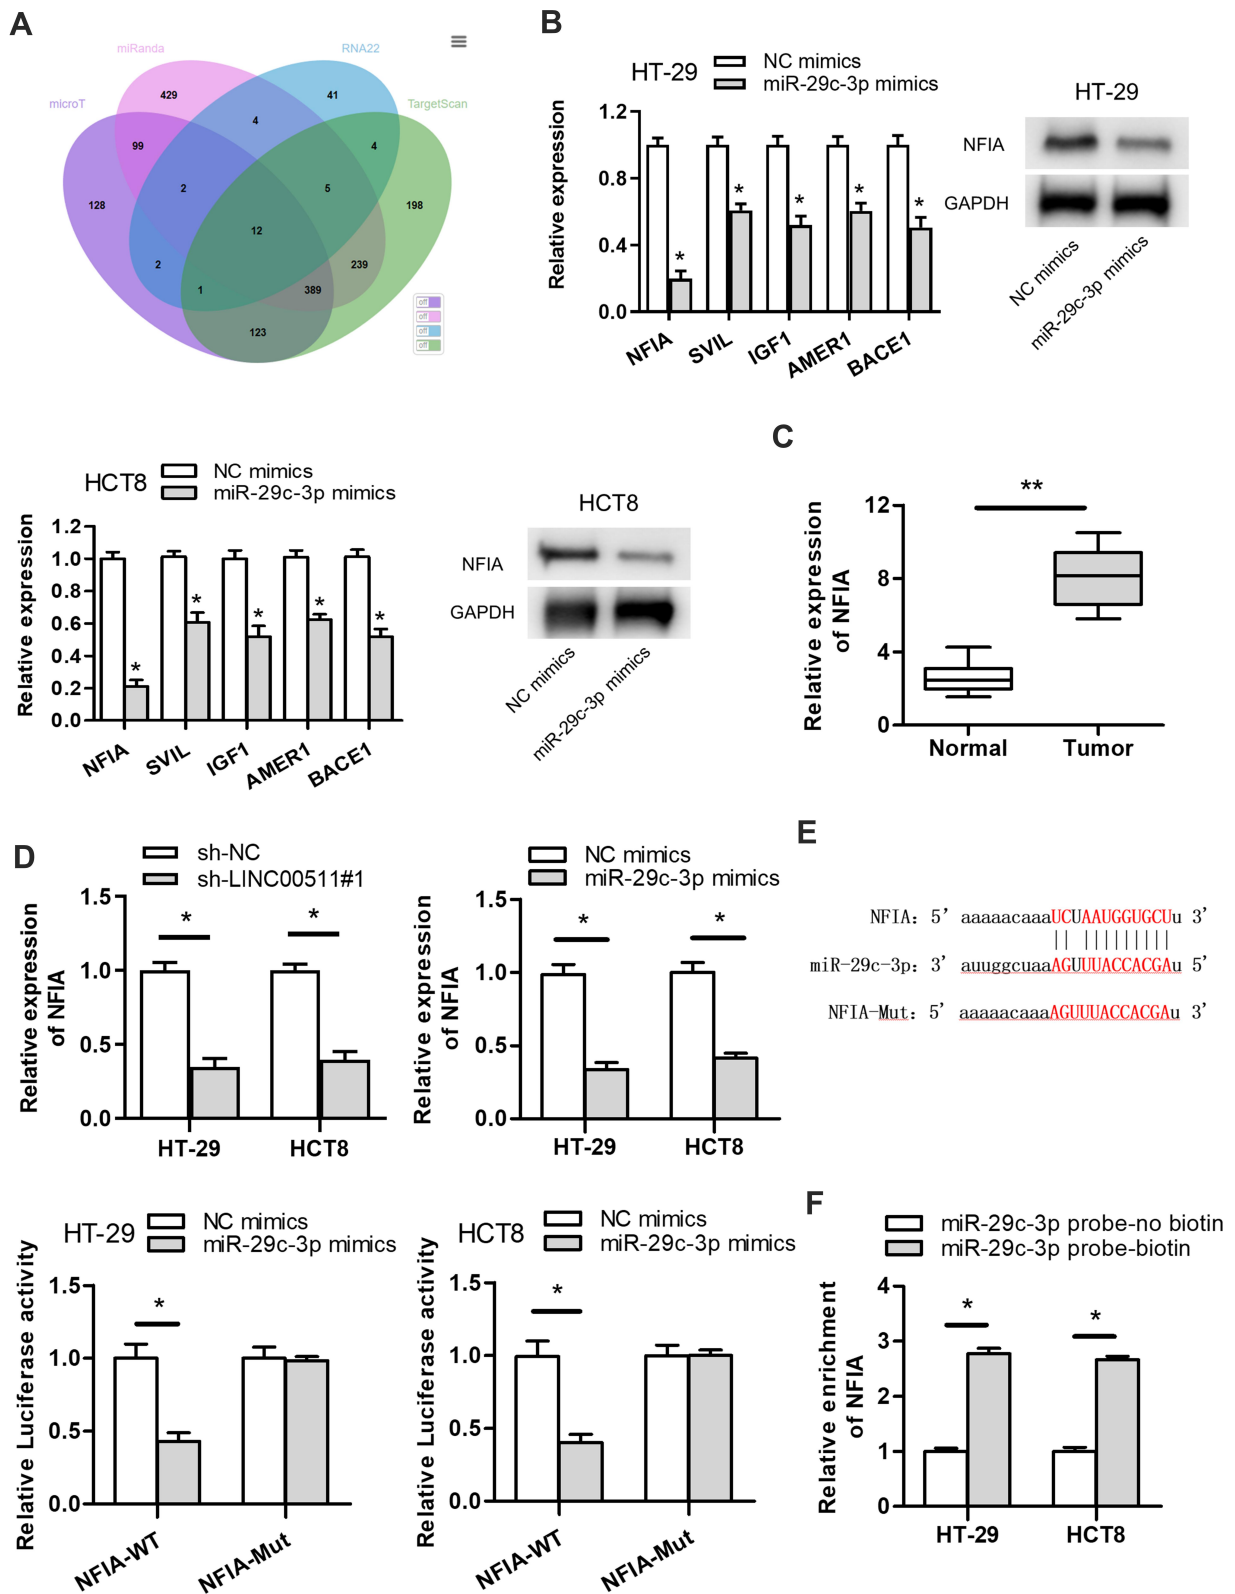 A
miRanda
RNA22
microT
TargetScan
429
41
4
99
4
2
5
128
198
12
2
239
1
389
123
off
off
off
off
B
HT-29
NC mimics
miR-29c-3p mimics
Relative expression
1.2
0.8
0.4
0.0
*
*
*
*
*
NFIA
SVIL
IGF1
AMER1
BACE1
HT-29
NFIA
GAPDH
NC mimics
miR-29c-3p mimics
HCT8
NC mimics
miR-29c-3p mimics
Relative expression
1.2
1.0
0.8
0.6
0.4
0.2
0.0
*
*
*
*
*
NFIA
SVIL
IGF1
AMER1
BACE1
HCT8
NFIA
GAPDH
NC mimics
miR-29c-3p mimics
C
Relative expression
of NFIA
12
8
4
0
**
Normal
Tumor
D
sh-NC
sh-LINC00511#1
Relative expression
of NFIA
1.5
1.0
0.5
0.0
*
*
HT-29
HCT8
NC mimics
miR-29c-3p mimics
Relative expression
of NFIA
1.5
1.0
0.5
0.0
*
*
HT-29
HCT8
E
NFIA: 5' aaaaacaaaUCUAAUGGUGCUu 3'
miR-29c-3p: 3' auuggcuaaAGUUUACCACGAu 5'
NFIA-Mut: 5' aaaaacaaaAGUUUACCACGAu 3'
HT-29
NC mimics
miR-29c-3p mimics
Relative Luciferase activity
1.5
1.0
0.5
0.0
*
NFIA-WT
NFIA-Mut
HCT8
NC mimics
miR-29c-3p mimics
Relative Luciferase activity
1.5
1.0
0.5
0.0
*
NFIA-WT
NFIA-Mut
F
miR-29c-3p probe-no biotin
miR-29c-3p probe-biotin
Relative enrichment
of NFIA
4
3
2
1
0
*
*
HT-29
HCT8